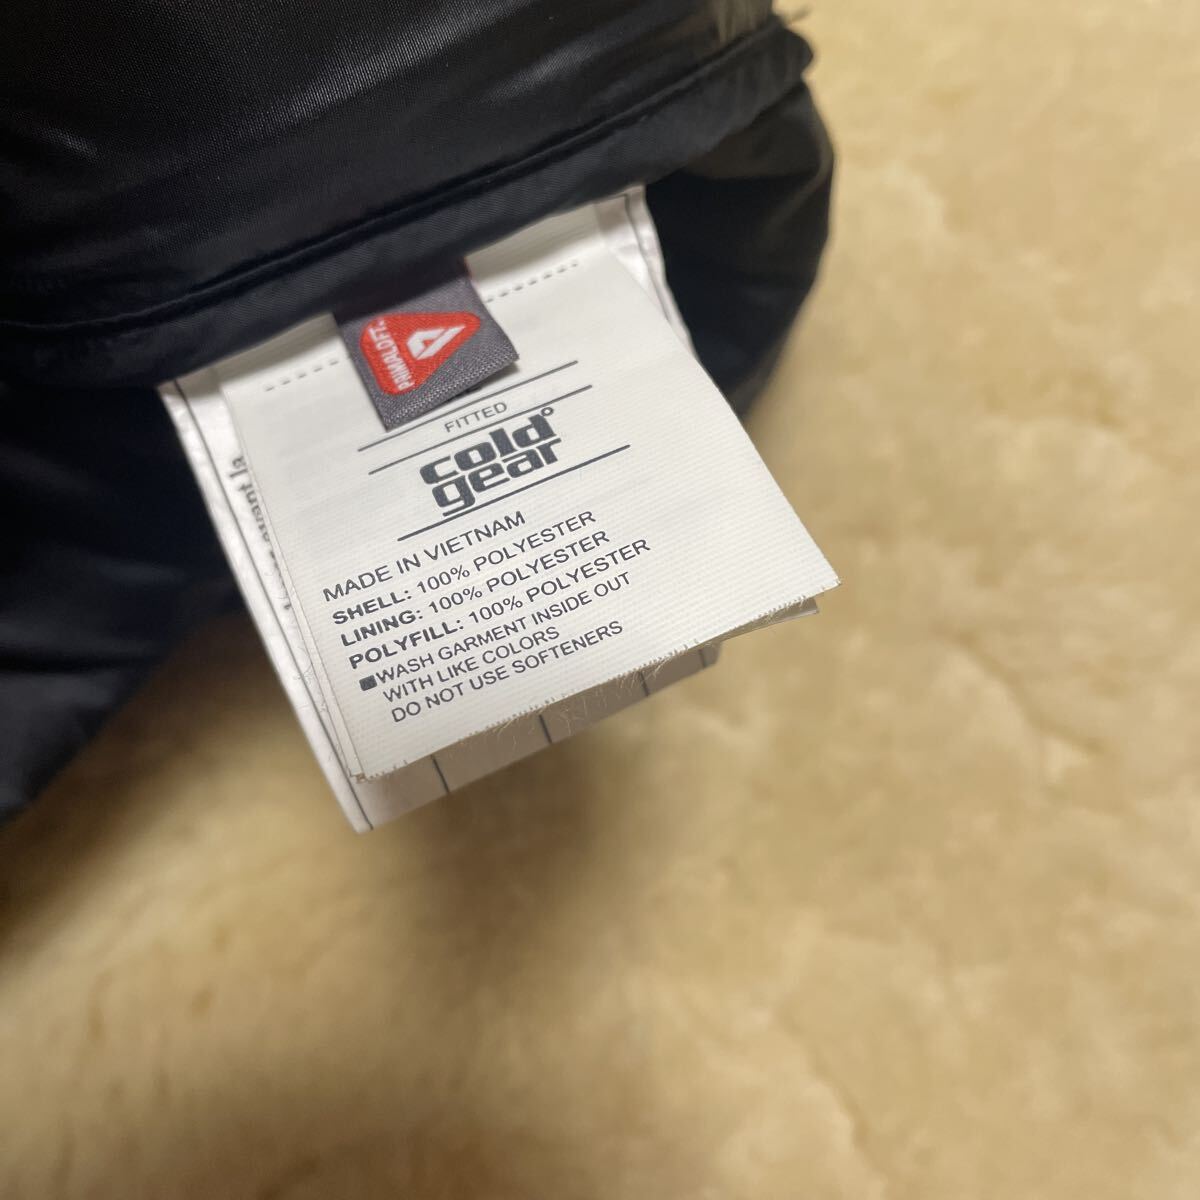 PRIMALOFT
FITTED
cold
gear
MADE IN VIETNAM
SHELL: 100% POLYESTER
LINING: 100% POLYESTER
POLYFILL: 100% POLYESTER
■WASH GARMENT INSIDE OUT
WITH LIKE COLORS
DO NOT USE SOFTENERS